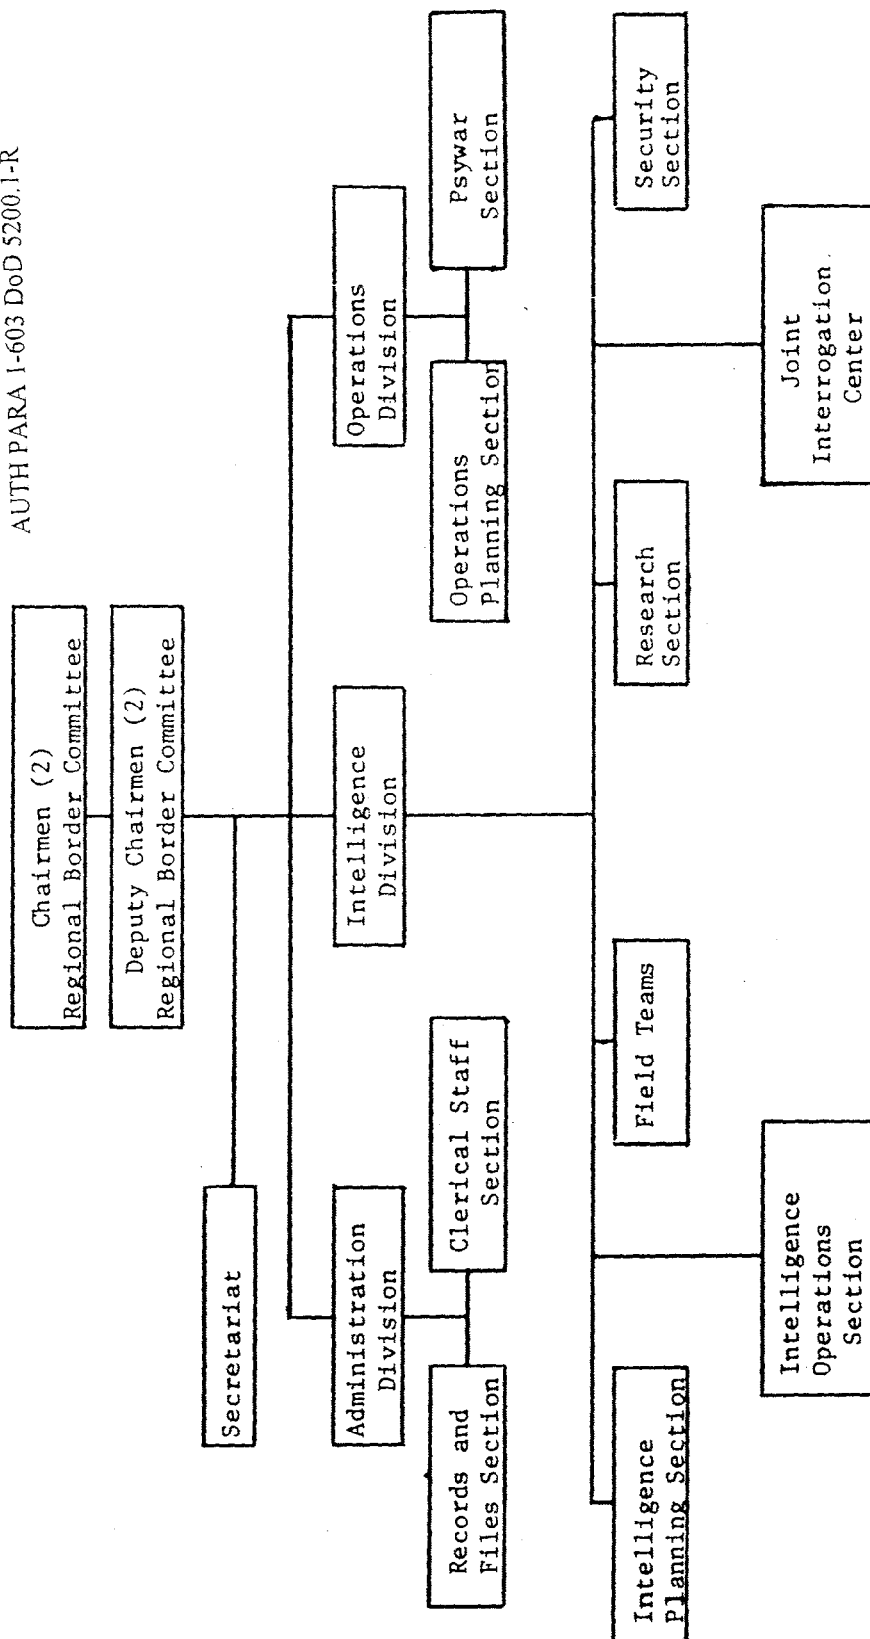 AUTH PARA 1-603 DoD 5200.1-R
Chairmen (2)
Regional Border Committee
Deputy Chairmen (2)
Regional Border Committee
Secretariat
Administration
Division
Intelligence
Division
Operations
Division
Records and
Files Section
Clerical Staff
Section
Operations
Planning Section
Psywar
Section
Intelligence
Planning Section
Field Teams
Research
Section
Security
Section
Intelligence
Operations
Section
Joint
Interrogation
Center